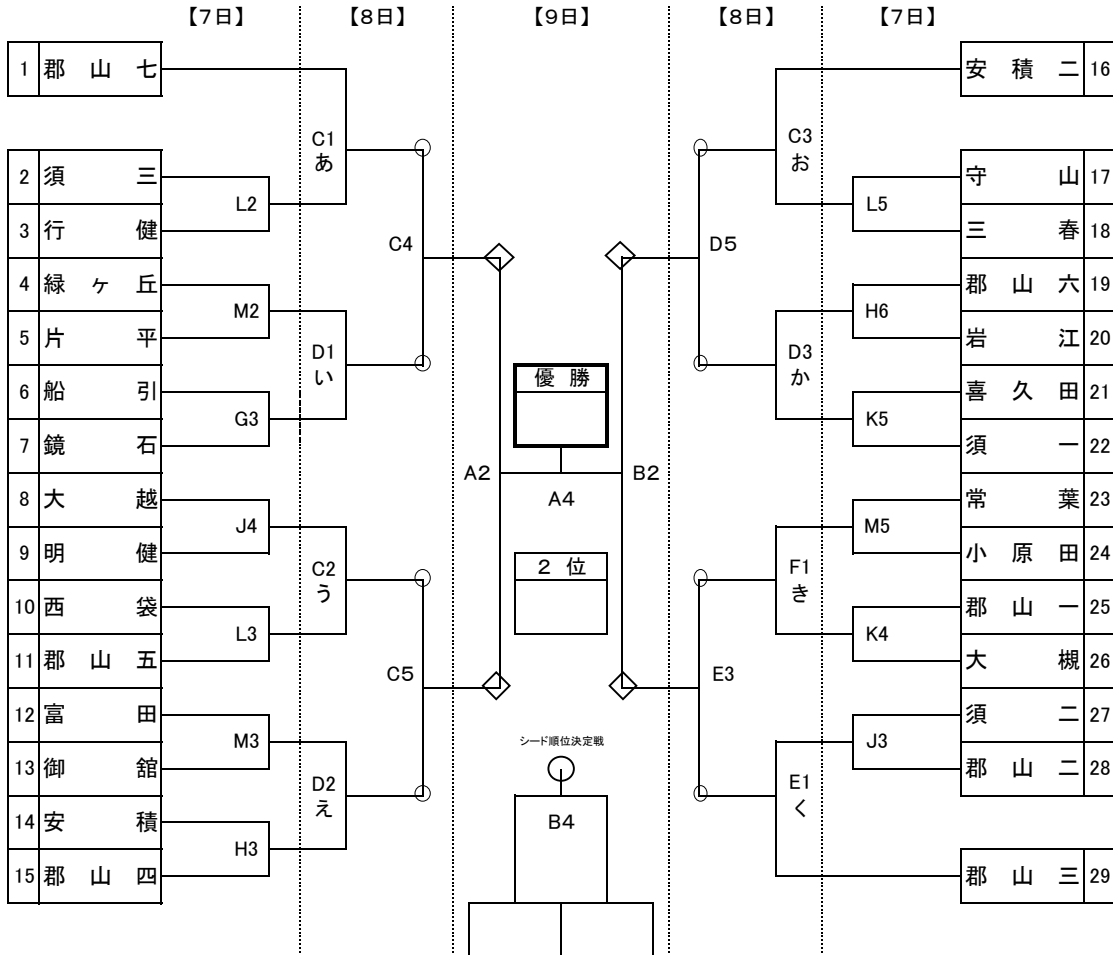 【7日】 【8日】 【9日】 【8日】 【7日】
1 郡山七
2 須三
3 行健
4 緑ヶ丘
5 片平
6 船引
7 鏡石
8 大越
9 明健
10 西袋
11 郡山五
12 富田
13 御舘
14 安積
15 郡山四
L2
M2
G3
J4
L3
M3
H3
C1
あ
D1
い
C2
う
D2
え
C4
C5
A2
優勝
A4
2位
シード順位決定戦
B4
B2
D5
E3
C3
お
D3
か
F1
き
E1
く
L5
H6
K5
M5
K4
J3
安積二 16
守山 17
三春 18
郡山六 19
岩江 20
喜久田 21
須一 22
常葉 23
小原田 24
郡山一 25
大槻 26
須二 27
郡山二 28
郡山三 29